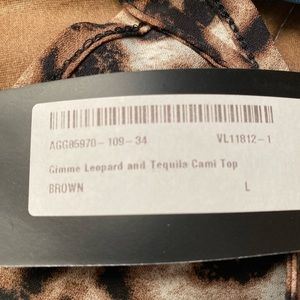 AGG85970-109-34 VL11812-1
Gimme Leopard and Tequila Cami Top
BROWN L